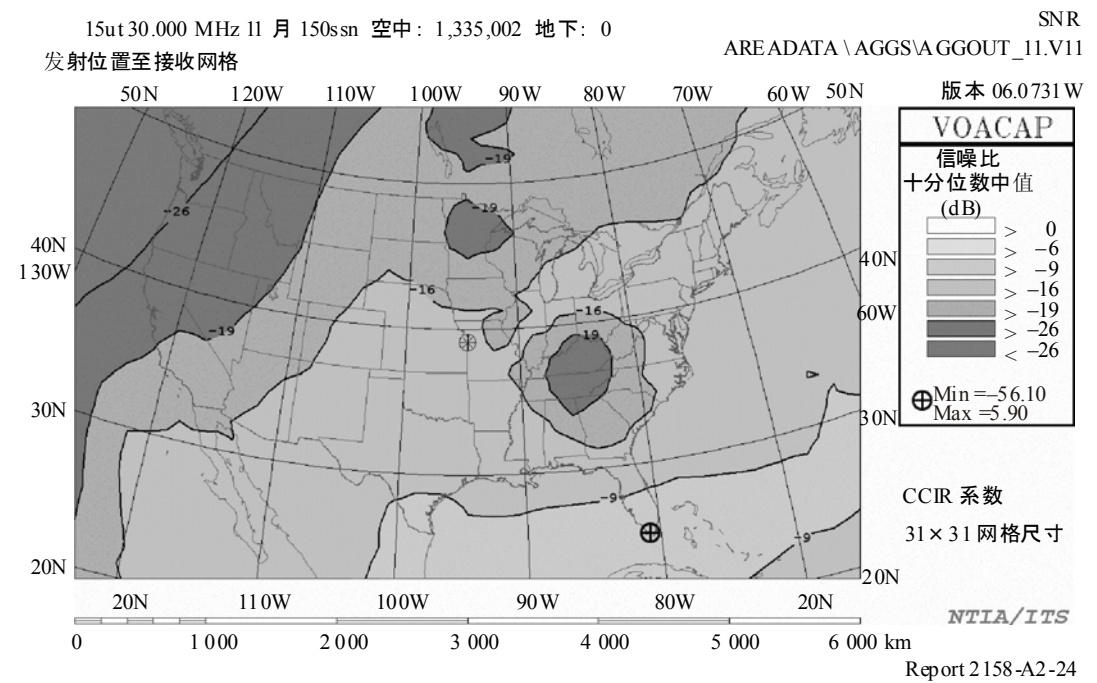 15ut 30.000 MHz 11 月 150ssn 空中: 1,335,002 地下: 0
SNR
AREADATA \ AGGS\AGGOUT_11.V11
发射位置至接收网格
50N 120W 110W 100W 90W 80W 70W 60W 50N
版本 06.0731W
VOACAP
信噪比
十分位数中值
(dB)
> 0
> –6
> –9
> –16
> –19
> –26
< –26
Min =–56.10
Max =5.90
-19
-19
-26
40N
130W
40N
-16
60W
-19
-16
19
30N
30N
-9
-9
CCIR 系数
31× 31 网格尺寸
20N
20N
20N 110W 100W 90W 80W 20N
NTIA/ITS
0 1 000 2 000 3 000 4 000 5 000 6 000 km
Report 2158-A2-24